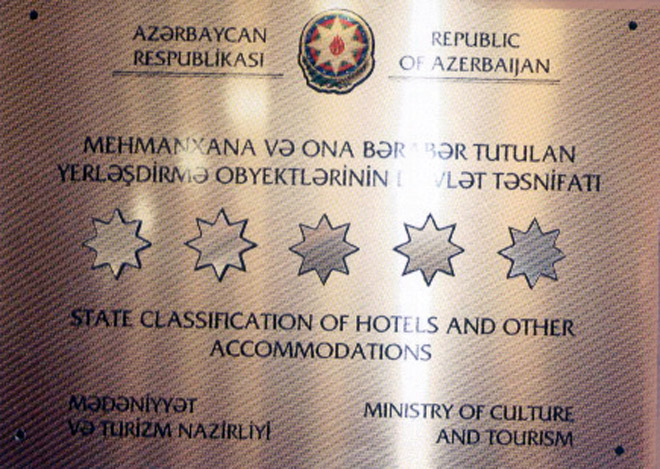 AZƏRBAYCAN
RESPUBLİKASI
REPUBLIC
OF AZERBAIJAN
MEHMANXANA VƏ ONA BƏRABƏR TUTULAN
YERLƏŞDİRMƏ OBYEKTLƏRİNİN DÖVLƏT TƏSNİFATI
STATE CLASSIFICATION OF HOTELS AND OTHER
ACCOMMODATIONS
MƏDƏNİYYƏT
VƏ TURİZM NAZİRLİYİ
MINISTRY OF CULTURE
AND TOURISM